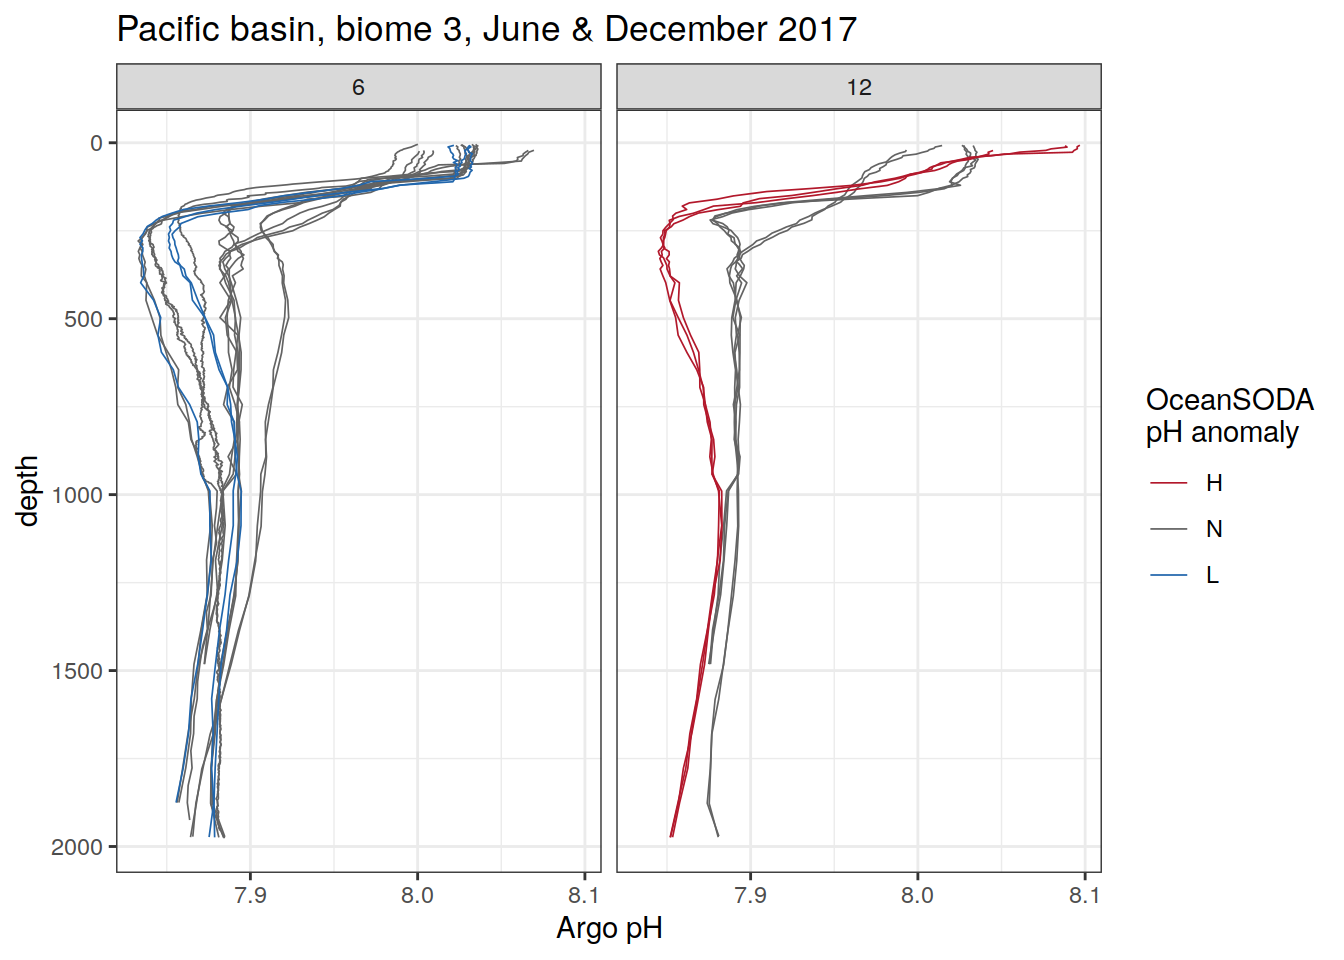 Pacific basin, biome 3, June & December 2017
6
12
0
500
1000
1500
2000
depth
7.9
8.0
8.1
7.9
8.0
8.1
Argo pH
OceanSODA
pH anomaly
H
N
L